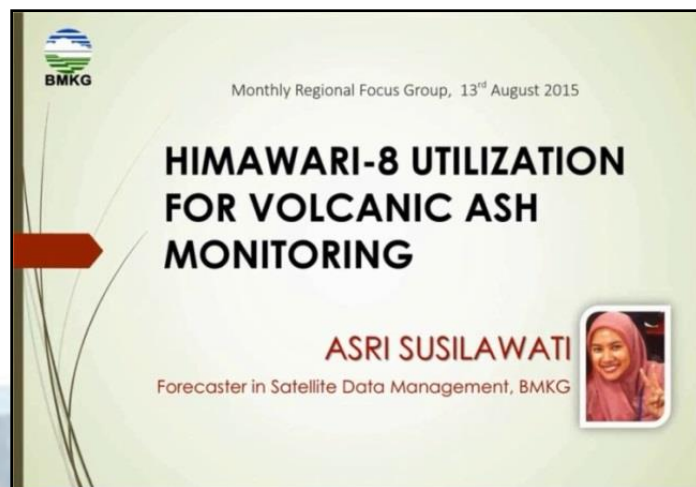 BMKG
Monthly Regional Focus Group, 13rd August 2015
HIMAWARI-8 UTILIZATION
FOR VOLCANIC ASH
MONITORING
ASRI SUSILAWATI
Forecaster in Satellite Data Management, BMKG